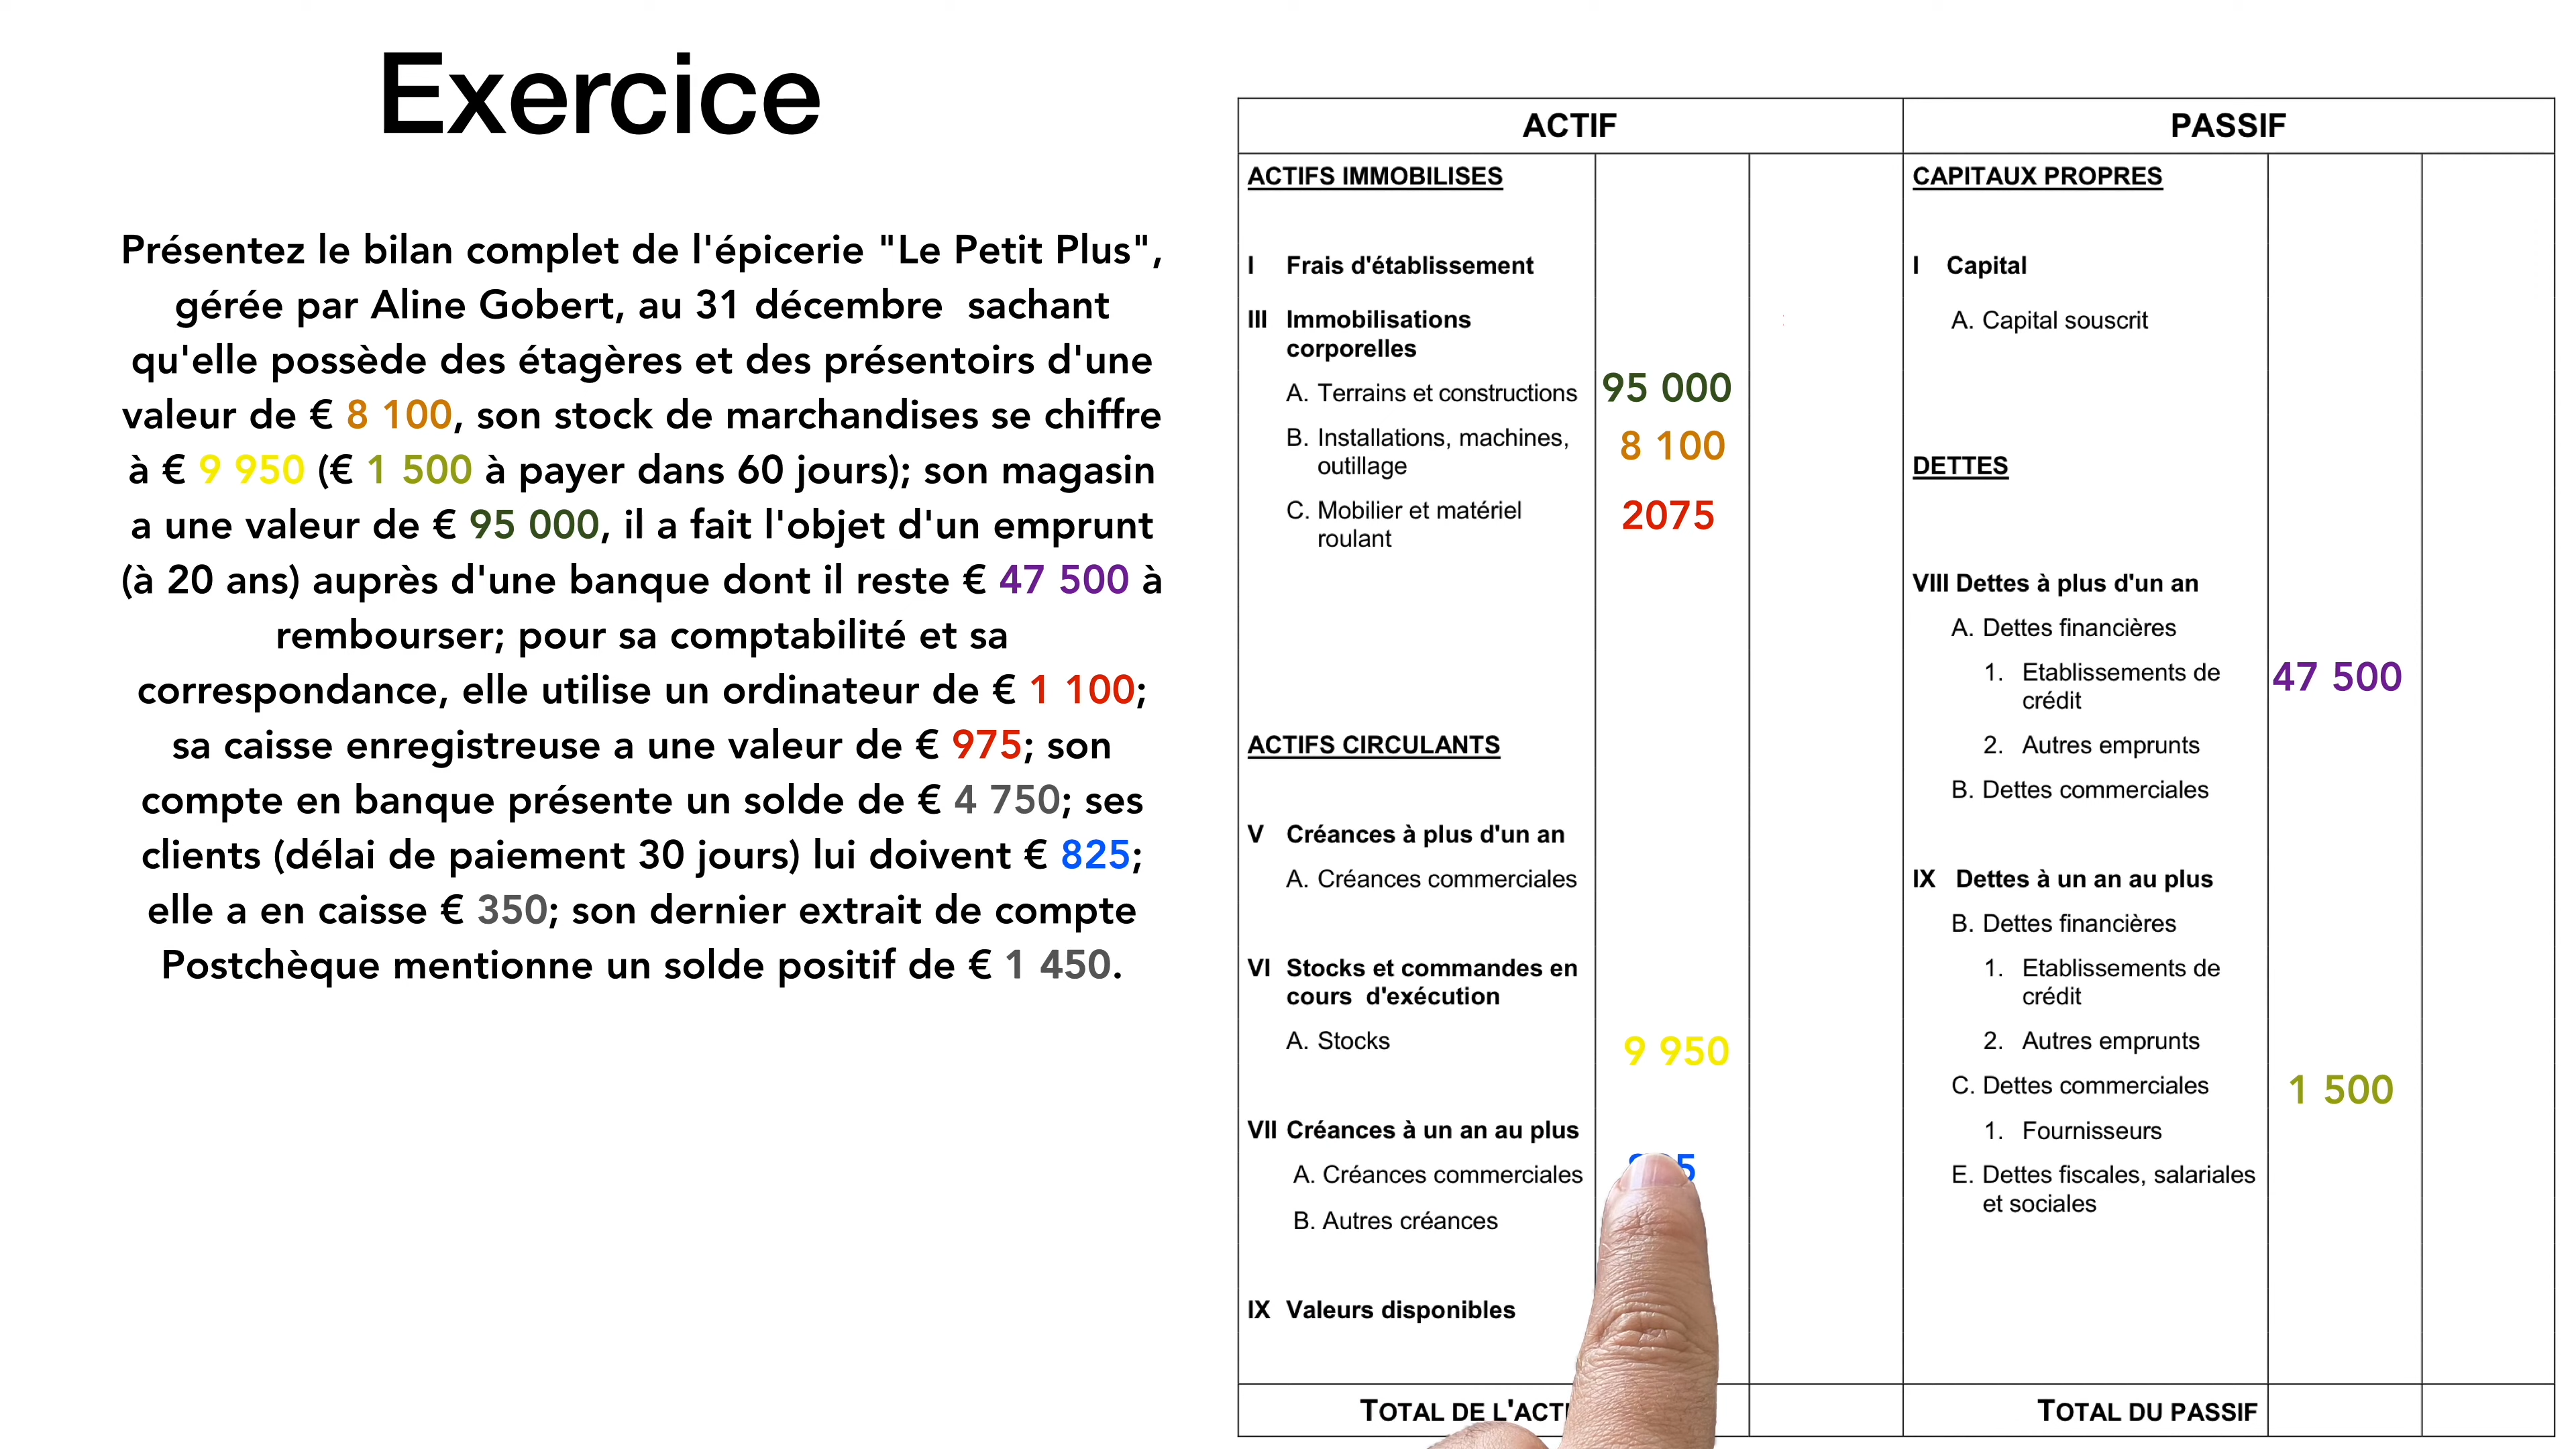 Exercice
Présentez le bilan complet de l'épicerie "Le Petit Plus",
gérée par Aline Gobert, au 31 décembre sachant
qu'elle possède des étagères et des présentoirs d'une
valeur de € 8 100, son stock de marchandises se chiffre
à € 9 950 (€ 1 500 à payer dans 60 jours); son magasin
a une valeur de € 95 000, il a fait l'objet d'un emprunt
(à 20 ans) auprès d'une banque dont il reste € 47 500 à
rembourser; pour sa comptabilité et sa
correspondance, elle utilise un ordinateur de € 1 100;
sa caisse enregistreuse a une valeur de € 975; son
compte en banque présente un solde de € 4 750; ses
clients (délai de paiement 30 jours) lui doivent € 825;
elle a en caisse € 350; son dernier extrait de compte
Postchèque mentionne un solde positif de € 1 450.
ACTIF
ACTIFS IMMOBILISES
I Frais d'établissement
III Immobilisations
corporelles
A. Terrains et constructions 95 000
B. Installations, machines, 8 100
outillage
C. Mobilier et matériel 2075
roulant
ACTIFS CIRCULANTS
V Créances à plus d'un an
A. Créances commerciales
VI Stocks et commandes en
cours d'exécution
A. Stocks 9 950
VII Créances à un an au plus
A. Créances commerciales
B. Autres créances
IX Valeurs disponibles
TOTAL DE L'ACT
PASSIF
CAPITAUX PROPRES
I Capital
A. Capital souscrit
DETTES
VIII Dettes à plus d'un an
A. Dettes financières
1. Etablissements de 47 500
crédit
2. Autres emprunts
B. Dettes commerciales
IX Dettes à un an au plus
B. Dettes financières
1. Etablissements de
crédit
2. Autres emprunts
C. Dettes commerciales 1 500
1. Fournisseurs
E. Dettes fiscales, salariales
et sociales
TOTAL DU PASSIF